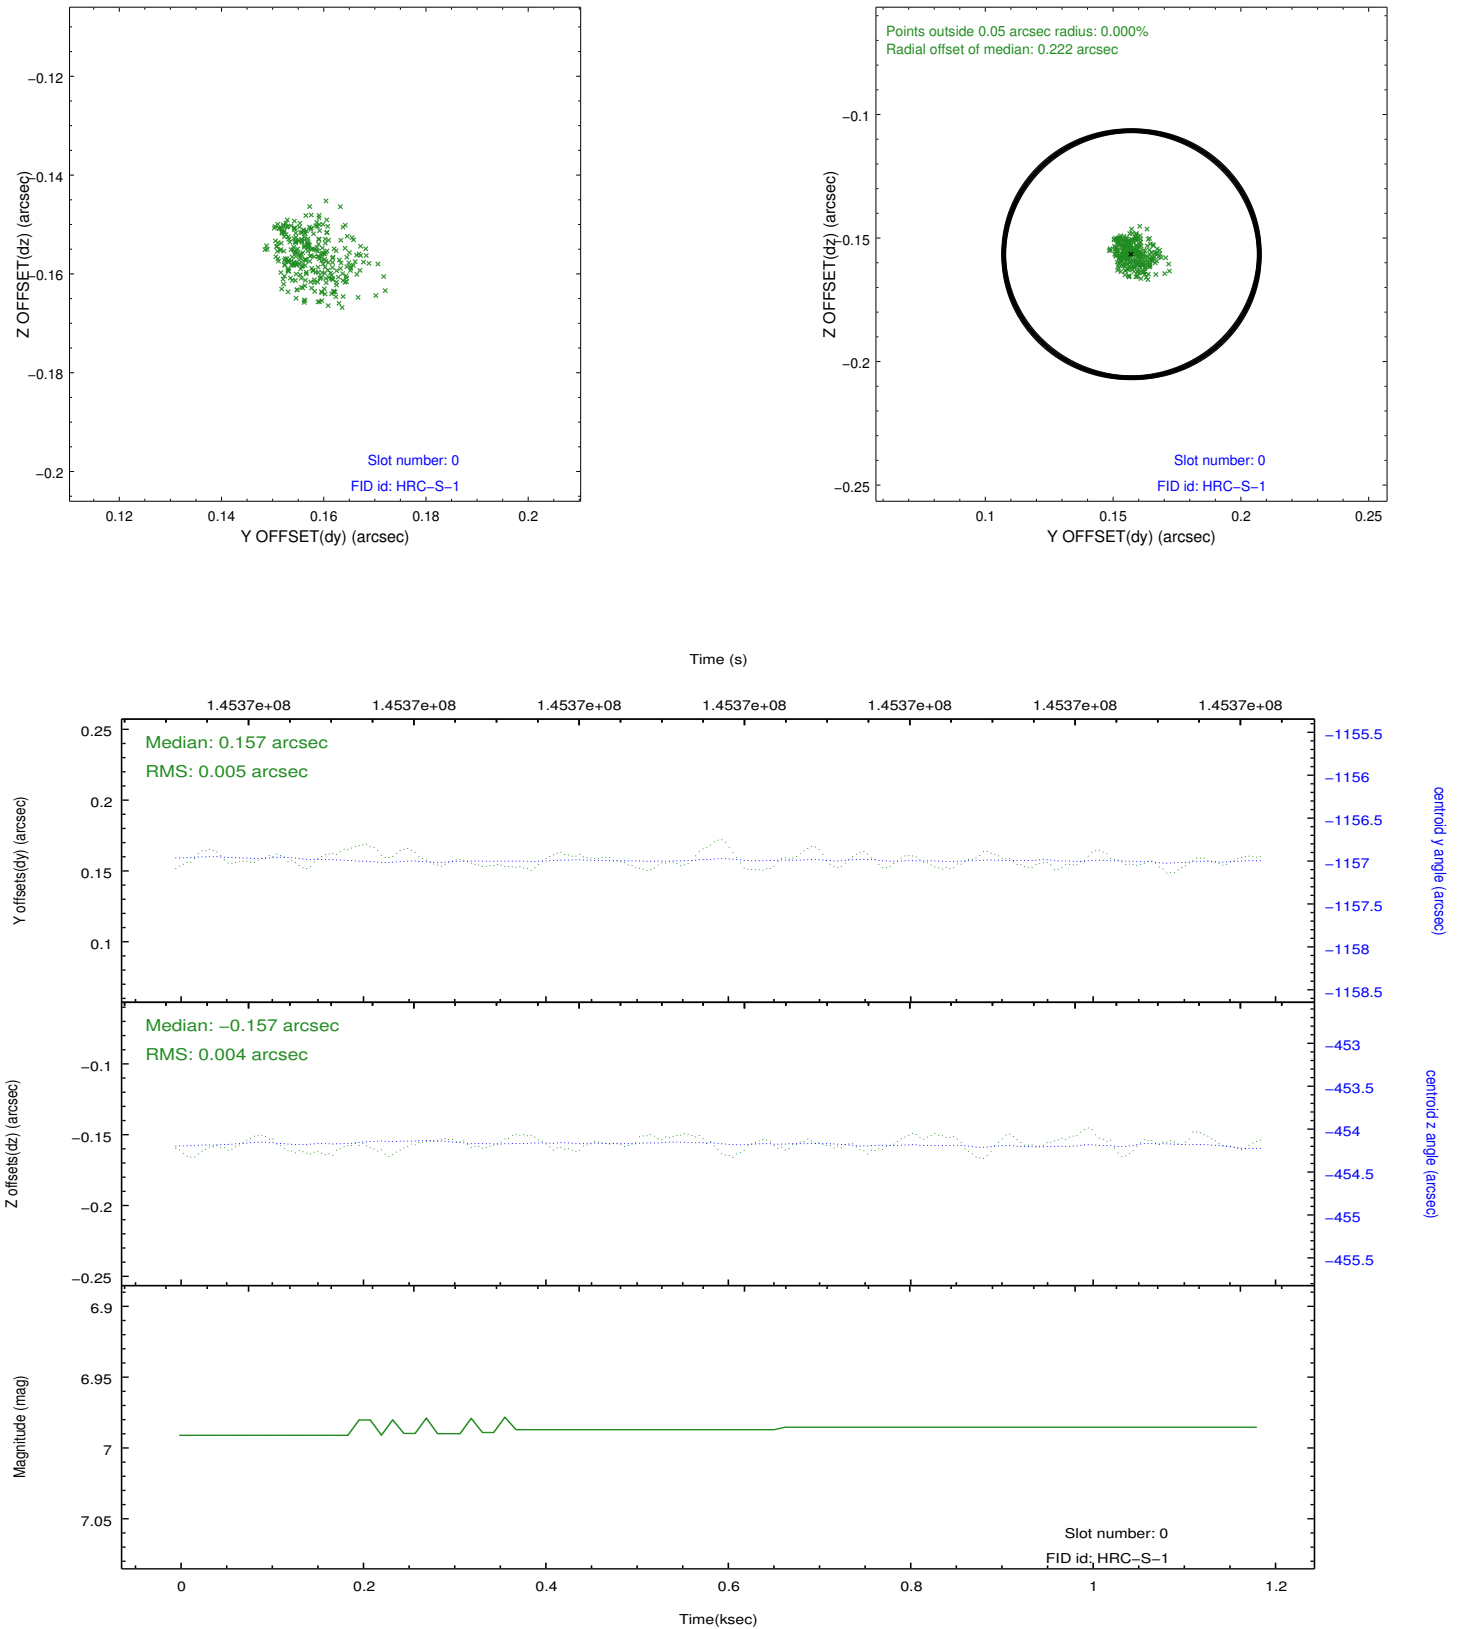 −0.12
−0.14
−0.16
−0.18
−0.2
Z OFFSET(dz) (arcsec)
Slot number: 0
FID id: HRC−S−1
0.12 0.14 0.16 0.18 0.2
Y OFFSET(dy) (arcsec)
Points outside 0.05 arcsec radius: 0.000%
Radial offset of median: 0.222 arcsec
−0.1
−0.15
−0.2
−0.25
Z OFFSET(dz) (arcsec)
Slot number: 0
FID id: HRC−S−1
0.1 0.15 0.2 0.25
Y OFFSET(dy) (arcsec)
Time (s)
1.4537e+08 1.4537e+08 1.4537e+08 1.4537e+08 1.4537e+08 1.4537e+08 1.4537e+08
Median: 0.157 arcsec
RMS: 0.005 arcsec
0.25
0.2
0.15
0.1
Y offsets(dy) (arcsec)
−1155.5
−1156
−1156.5
−1157
−1157.5
−1158
−1158.5
centroid y angle (arcsec)
Median: −0.157 arcsec
RMS: 0.004 arcsec
−0.1
−0.15
−0.2
−0.25
Z offsets(dz) (arcsec)
−453
−453.5
−454
−454.5
−455
−455.5
centroid z angle (arcsec)
6.9
6.95
7
7.05
Magnitude (mag)
Slot number: 0
FID id: HRC−S−1
0 0.2 0.4 0.6 0.8 1 1.2
Time(ksec)